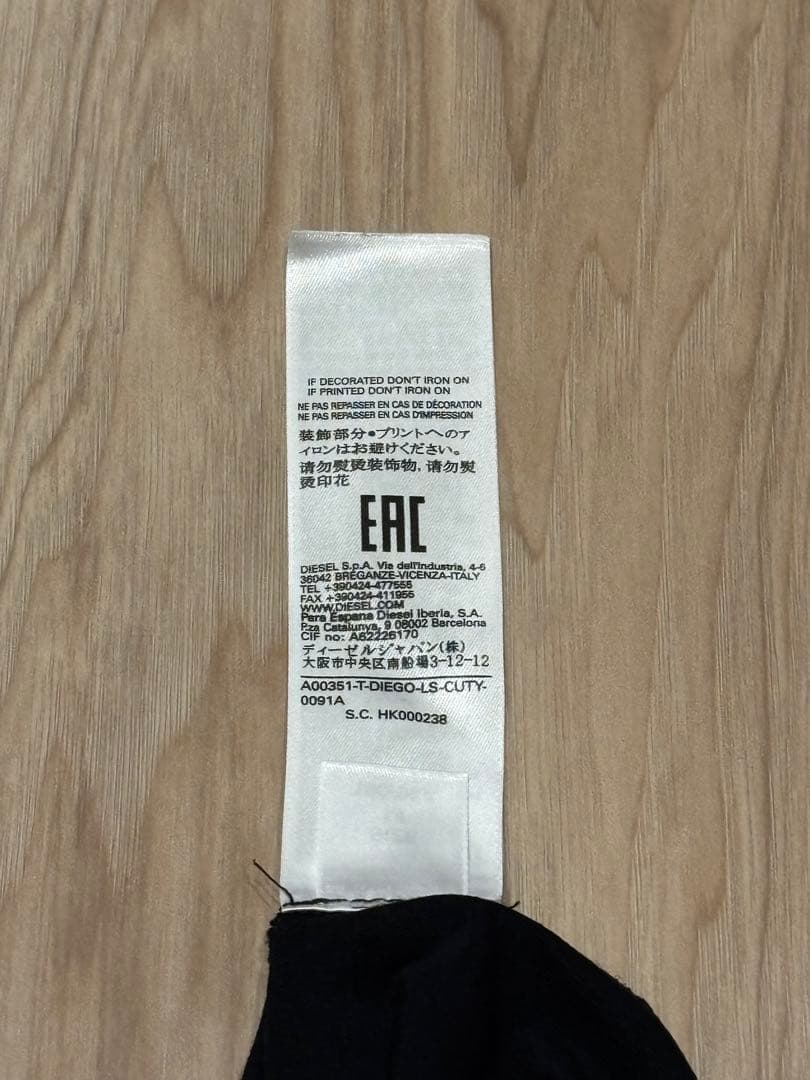 IF DECORATED DON'T IRON ON
IF PRINTED DON'T IRON ON
NE PAS REPASSER EN CAS DE DÉCORATION
NE PAS REPASSER EN CAS D'IMPRESSION
装飾部分●プリントへのア
イロンはお避けください。
请勿熨烫装饰物, 请勿熨
烫印花
EAC
DIESEL S.p.A. Via dell'Industria, 4-6
36042 BREGANZE-VICENZA-ITALY
TEL +390424-477555
FAX +390424-411955
WWW.DIESEL.COM
Para Espana Diesel Iberia, S.A.
P.za Catalunya, 9 08002 Barcelona
CIF no: A62226170
ディーゼルジャパン(株)
大阪市中央区南船場3-12-12
A00351-T-DIEGO-LS-CUTY-
0091A
S.C. HK000238